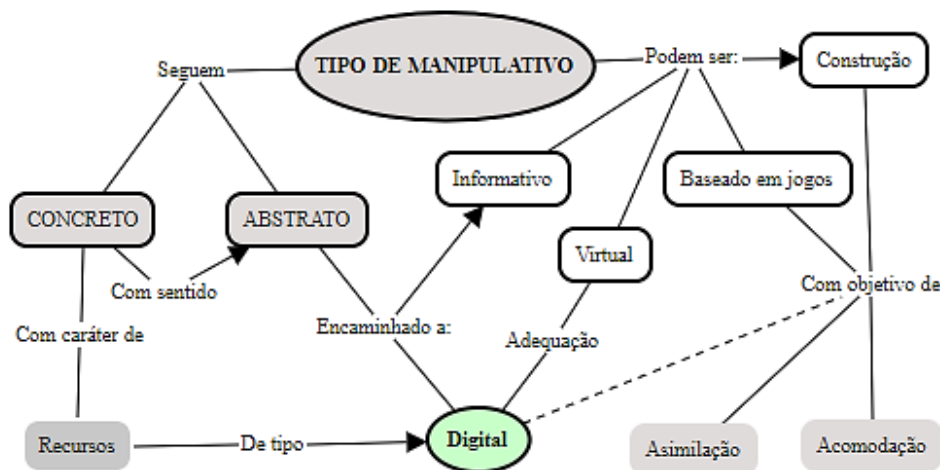 TIPO DE MANIPULATIVO
Podem ser:
Construção
Seguem
Informativo
Baseado em jogos
CONCRETO
ABSTRATO
Virtual
Com sentido
Com objetivo de
Com caráter de
Encaminhado a:
Adequação
Recursos
De tipo
Digital
Asimilação
Acomodação